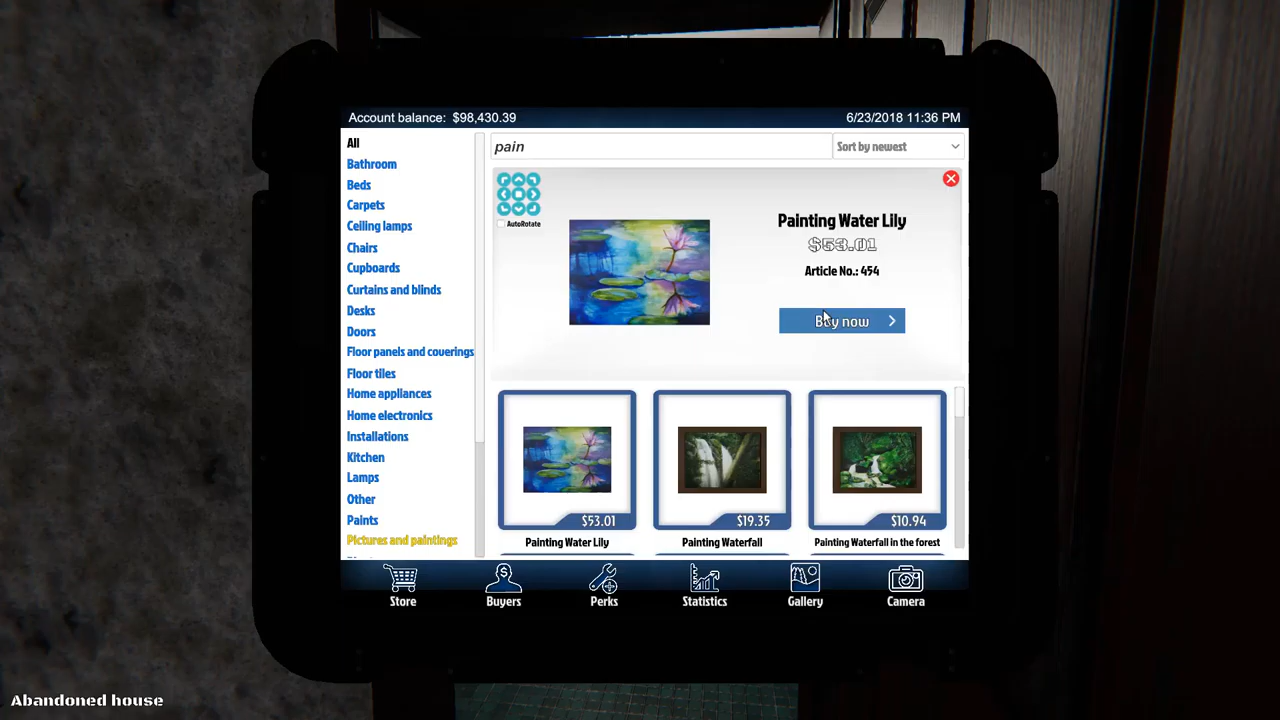 Account balance: $98,430.39
6/23/2018 11:36 PM
All
Bathroom
Beds
Carpets
Ceiling lamps
Chairs
Cupboards
Curtains and blinds
Desks
Doors
Floor panels and coverings
Floor tiles
Home appliances
Home electronics
Installations
Kitchen
Lamps
Other
Paints
Pictures and paintings
pain
Sort by newest
AutoRotate
Painting Water Lily
$53.01
Article No.: 454
Buy now
$53.01
$19.35
$10.94
Painting Water Lily
Painting Waterfall
Painting Waterfall in the forest
Store
Buyers
Perks
Statistics
Gallery
Camera
Abandoned house